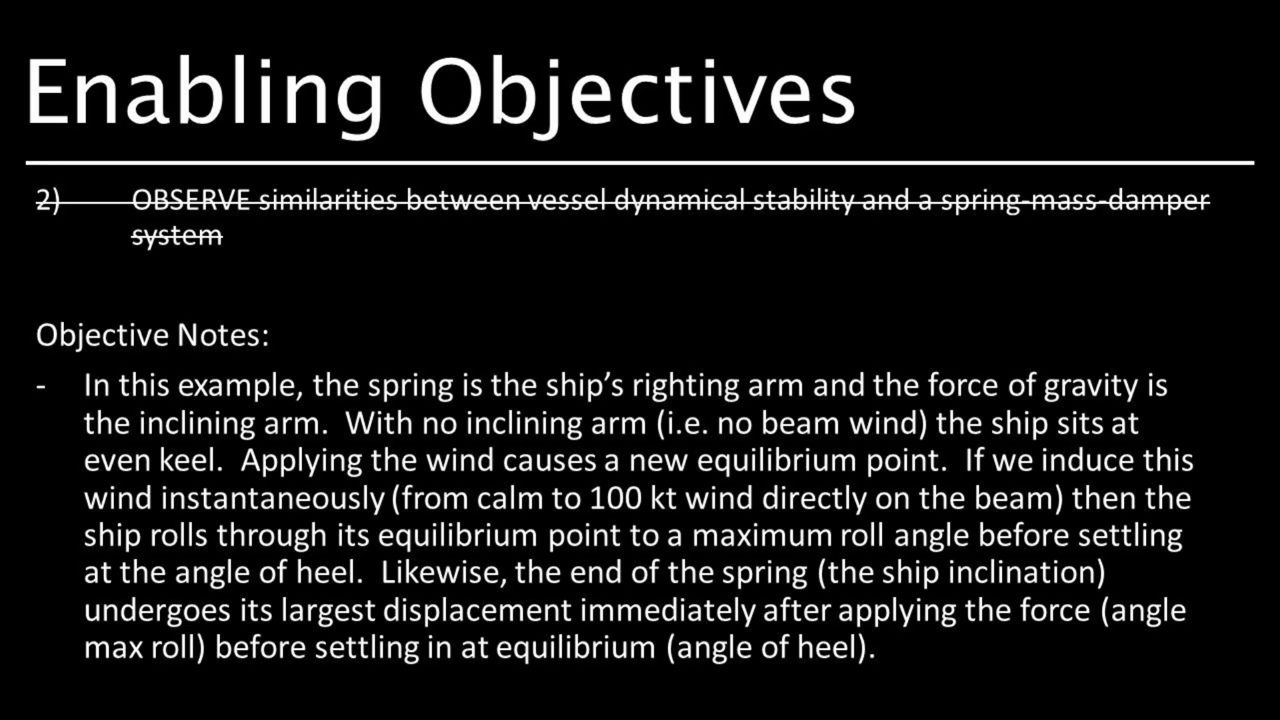 Enabling Objectives
2) OBSERVE similarities between vessel dynamical stability and a spring-mass-damper
system
Objective Notes:
- In this example, the spring is the ship’s righting arm and the force of gravity is
the inclining arm.  With no inclining arm (i.e. no beam wind) the ship sits at
even keel.  Applying the wind causes a new equilibrium point.  If we induce this
wind instantaneously (from calm to 100 kt wind directly on the beam) then the
ship rolls through its equilibrium point to a maximum roll angle before settling
at the angle of heel.  Likewise, the end of the spring (the ship inclination)
undergoes its largest displacement immediately after applying the force (angle
max roll) before settling in at equilibrium (angle of heel).